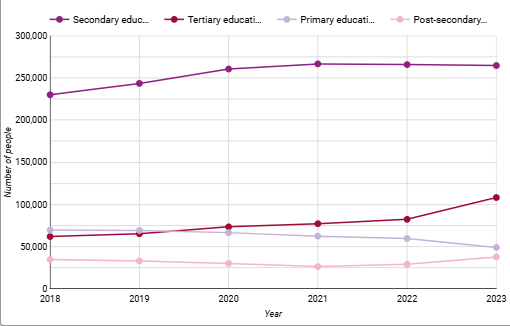 Secondary educ... Tertiary educati... Primary educati... Post-secondary...
300,000
250,000
200,000
150,000
100,000
50,000
0
Number of people
2018 2019 2020 2021 2022 2023
Year